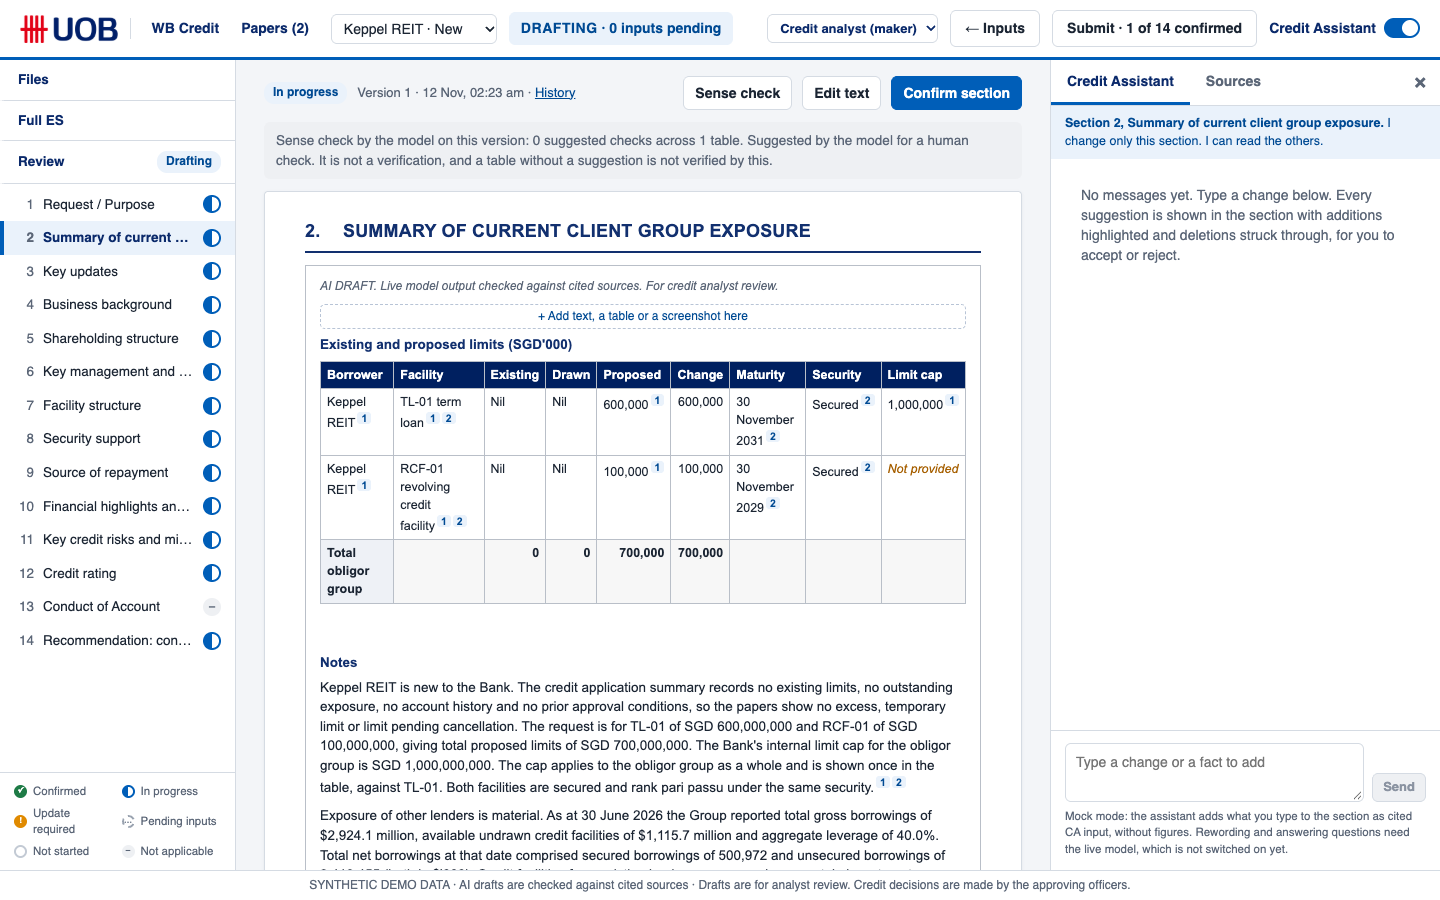 UOB
WB Credit
Papers (2)
Keppel REIT · New
DRAFTING · 0 inputs pending
Credit analyst (maker)
← Inputs
Submit · 1 of 14 confirmed
Credit Assistant
Files
Full ES
Review
Drafting
1 Request / Purpose
2 Summary of current ...
3 Key updates
4 Business background
5 Shareholding structure
6 Key management and ...
7 Facility structure
8 Security support
9 Source of repayment
10 Financial highlights an...
11 Key credit risks and mi...
12 Credit rating
13 Conduct of Account
14 Recommendation: con...
Confirmed
In progress
Update required
Pending inputs
Not started
Not applicable
In progress
Version 1 · 12 Nov, 02:23 am · History
Sense check
Edit text
Confirm section
Sense check by the model on this version: 0 suggested checks across 1 table. Suggested by the model for a human
check. It is not a verification, and a table without a suggestion is not verified by this.
2. SUMMARY OF CURRENT CLIENT GROUP EXPOSURE
AI DRAFT. Live model output checked against cited sources. For credit analyst review.
+ Add text, a table or a screenshot here
Existing and proposed limits (SGD'000)
Borrower Facility Existing Drawn Proposed Change Maturity Security Limit cap
Keppel REIT 1 TL-01 term loan 1 2 Nil Nil 600,000 1 600,000 30 November 2031 2 Secured 2 1,000,000 1
Keppel REIT 1 RCF-01 revolving credit facility 1 2 Nil Nil 100,000 1 100,000 30 November 2029 2 Secured 2 Not provided
Total obligor group 0 0 700,000 700,000
Notes
Keppel REIT is new to the Bank. The credit application summary records no existing limits, no outstanding
exposure, no account history and no prior approval conditions, so the papers show no excess, temporary
limit or limit pending cancellation. The request is for TL-01 of SGD 600,000,000 and RCF-01 of SGD
100,000,000, giving total proposed limits of SGD 700,000,000. The Bank's internal limit cap for the obligor
group is SGD 1,000,000,000. The cap applies to the obligor group as a whole and is shown once in the
table, against TL-01. Both facilities are secured and rank pari passu under the same security. 1 2
Exposure of other lenders is material. As at 30 June 2026 the Group reported total gross borrowings of
$2,924.1 million, available undrawn credit facilities of $1,115.7 million and aggregate leverage of 40.0%.
Total net borrowings at that date comprised secured borrowings of 500,972 and unsecured borrowings of
Credit Assistant
Sources
×
Section 2, Summary of current client group exposure. I
change only this section. I can read the others.
No messages yet. Type a change below. Every
suggestion is shown in the section with additions
highlighted and deletions struck through, for you to
accept or reject.
Type a change or a fact to add
Send
Mock mode: the assistant adds what you type to the section as cited
CA input, without figures. Rewording and answering questions need
the live model, which is not switched on yet.
SYNTHETIC DEMO DATA · AI drafts are checked against cited sources · Drafts are for analyst review. Credit decisions are made by the approving officers.